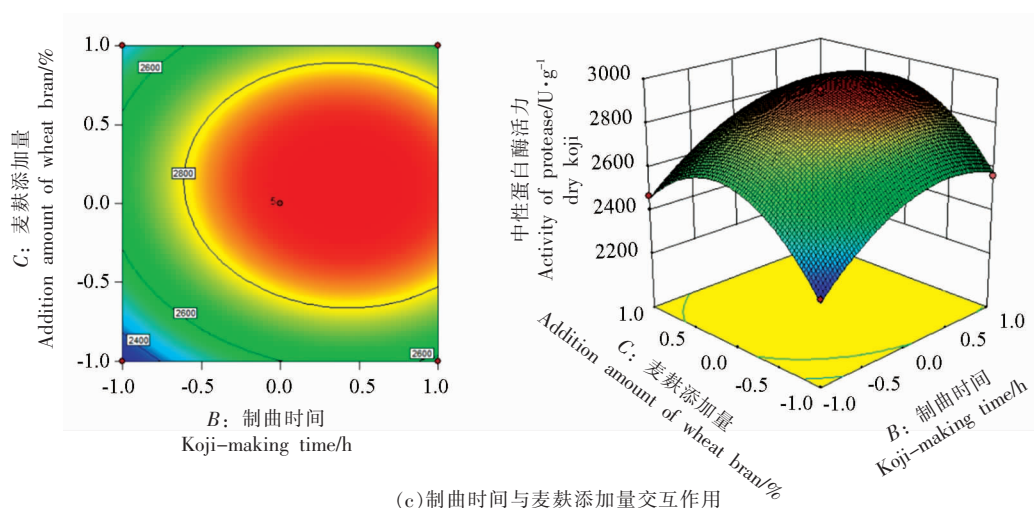 1.0
0.5
0.0
-0.5
-1.0
C: 麦麸添加量
Addition amount of wheat bran/%
2600
2800
5
2600
2400
2600
-1.0
-0.5
0.0
0.5
1.0
B: 制曲时间
Koji-making time/h
中性蛋白酶活力
Activity of protease/U·g⁻¹
dry koji
3000
2800
2600
2400
2200
1.0
0.5
0.0
-0.5
-1.0
C: 麦麸添加量
Addition amount of wheat bran/%
-1.0
-0.5
0.0
0.5
1.0
B: 制曲时间
Koji-making time/h
(c)制曲时间与麦麸添加量交互作用